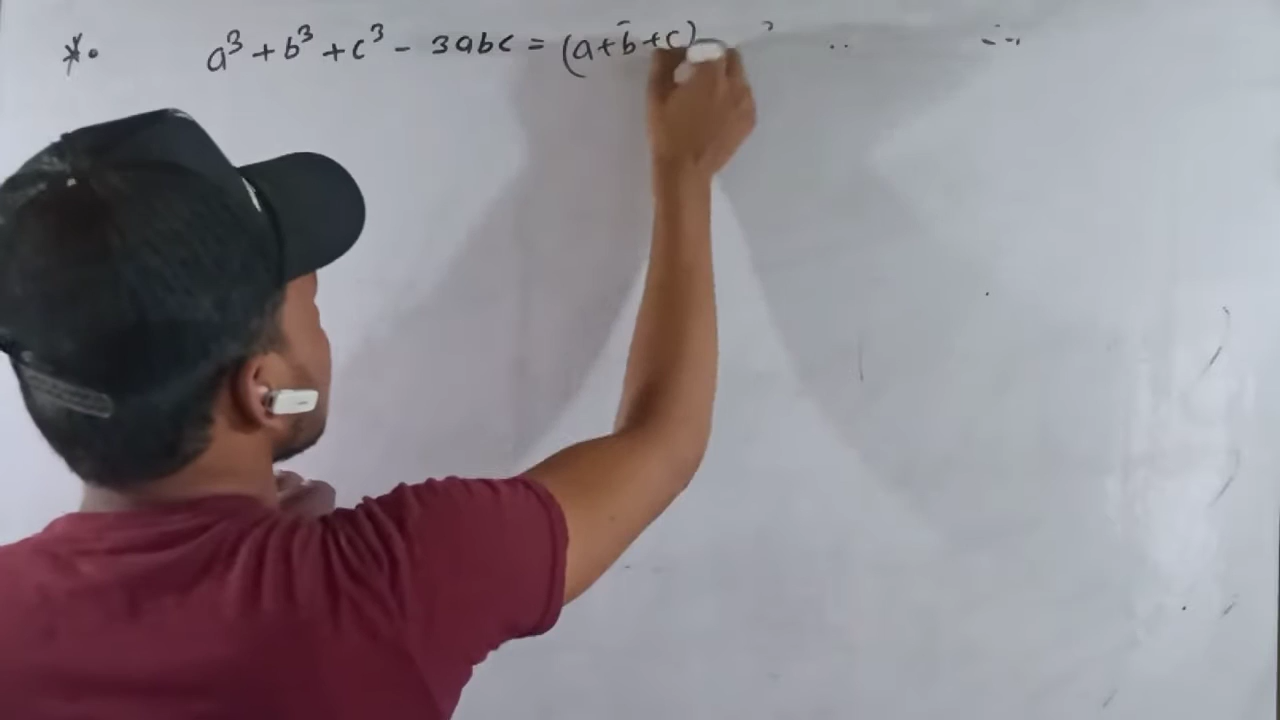 *. a³ + b³ + c³ - 3abc = (a+b+c)